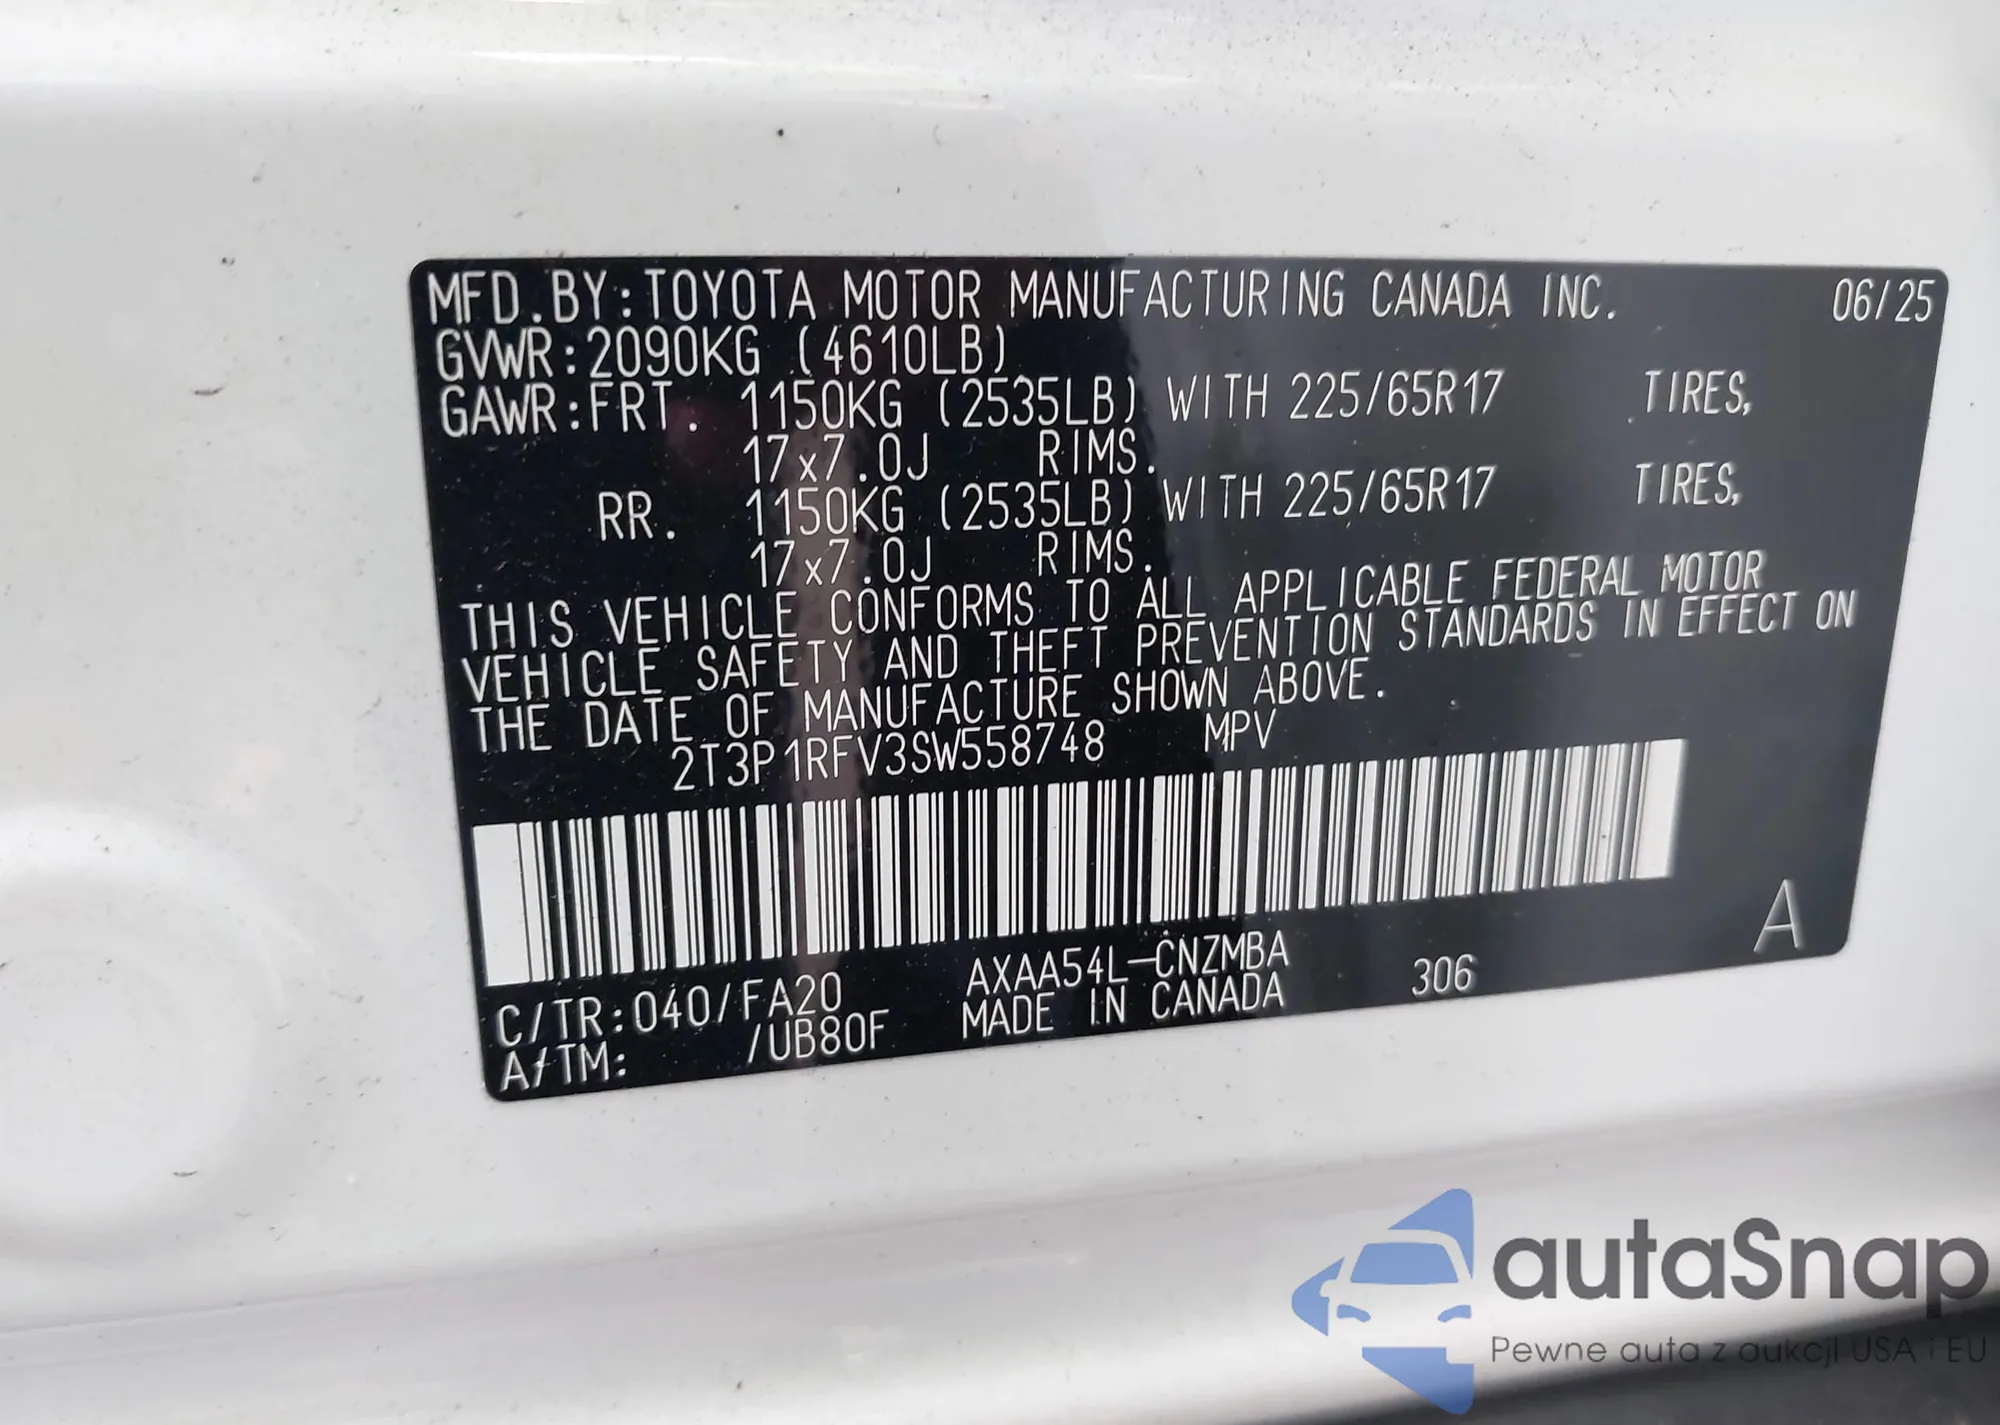 MFD.BY:TOYOTA MOTOR MANUFACTURING CANADA INC. 06/25
GVWR:2090KG (4610LB)
GAWR:FRT. 1150KG (2535LB) WITH 225/65R17 TIRES,
17x7.0J RIMS.
RR. 1150KG (2535LB) WITH 225/65R17 TIRES,
17x7.0J RIMS.
THIS VEHICLE CONFORMS TO ALL APPLICABLE FEDERAL MOTOR
VEHICLE SAFETY AND THEFT PREVENTION STANDARDS IN EFFECT ON
THE DATE OF MANUFACTURE SHOWN ABOVE.
2T3P1RFV3SW558748 MPV
A
C/TR:040/FA20 AXAA54L-CNZMBA 306
A/TM: /UB80F MADE IN CANADA
autaSnap
Pewne auta z aukcji USA i EU